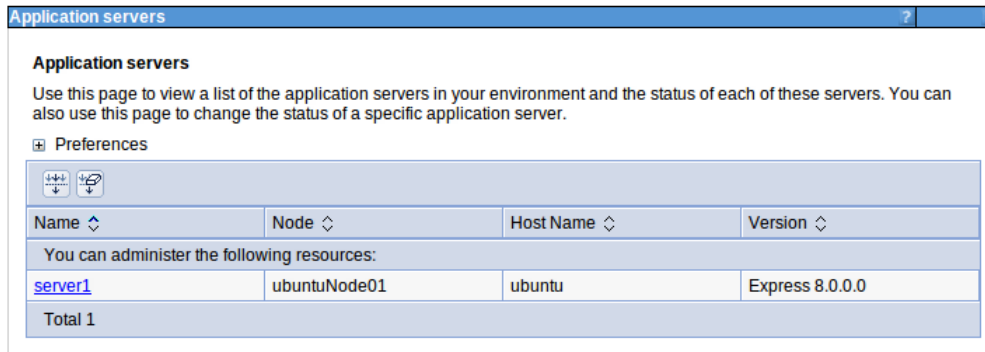 Application servers
?
Application servers
Use this page to view a list of the application servers in your environment and the status of each of these servers. You can
also use this page to change the status of a specific application server.
Preferences
Name Node Host Name Version
You can administer the following resources:
server1 ubuntuNode01 ubuntu Express 8.0.0.0
Total 1